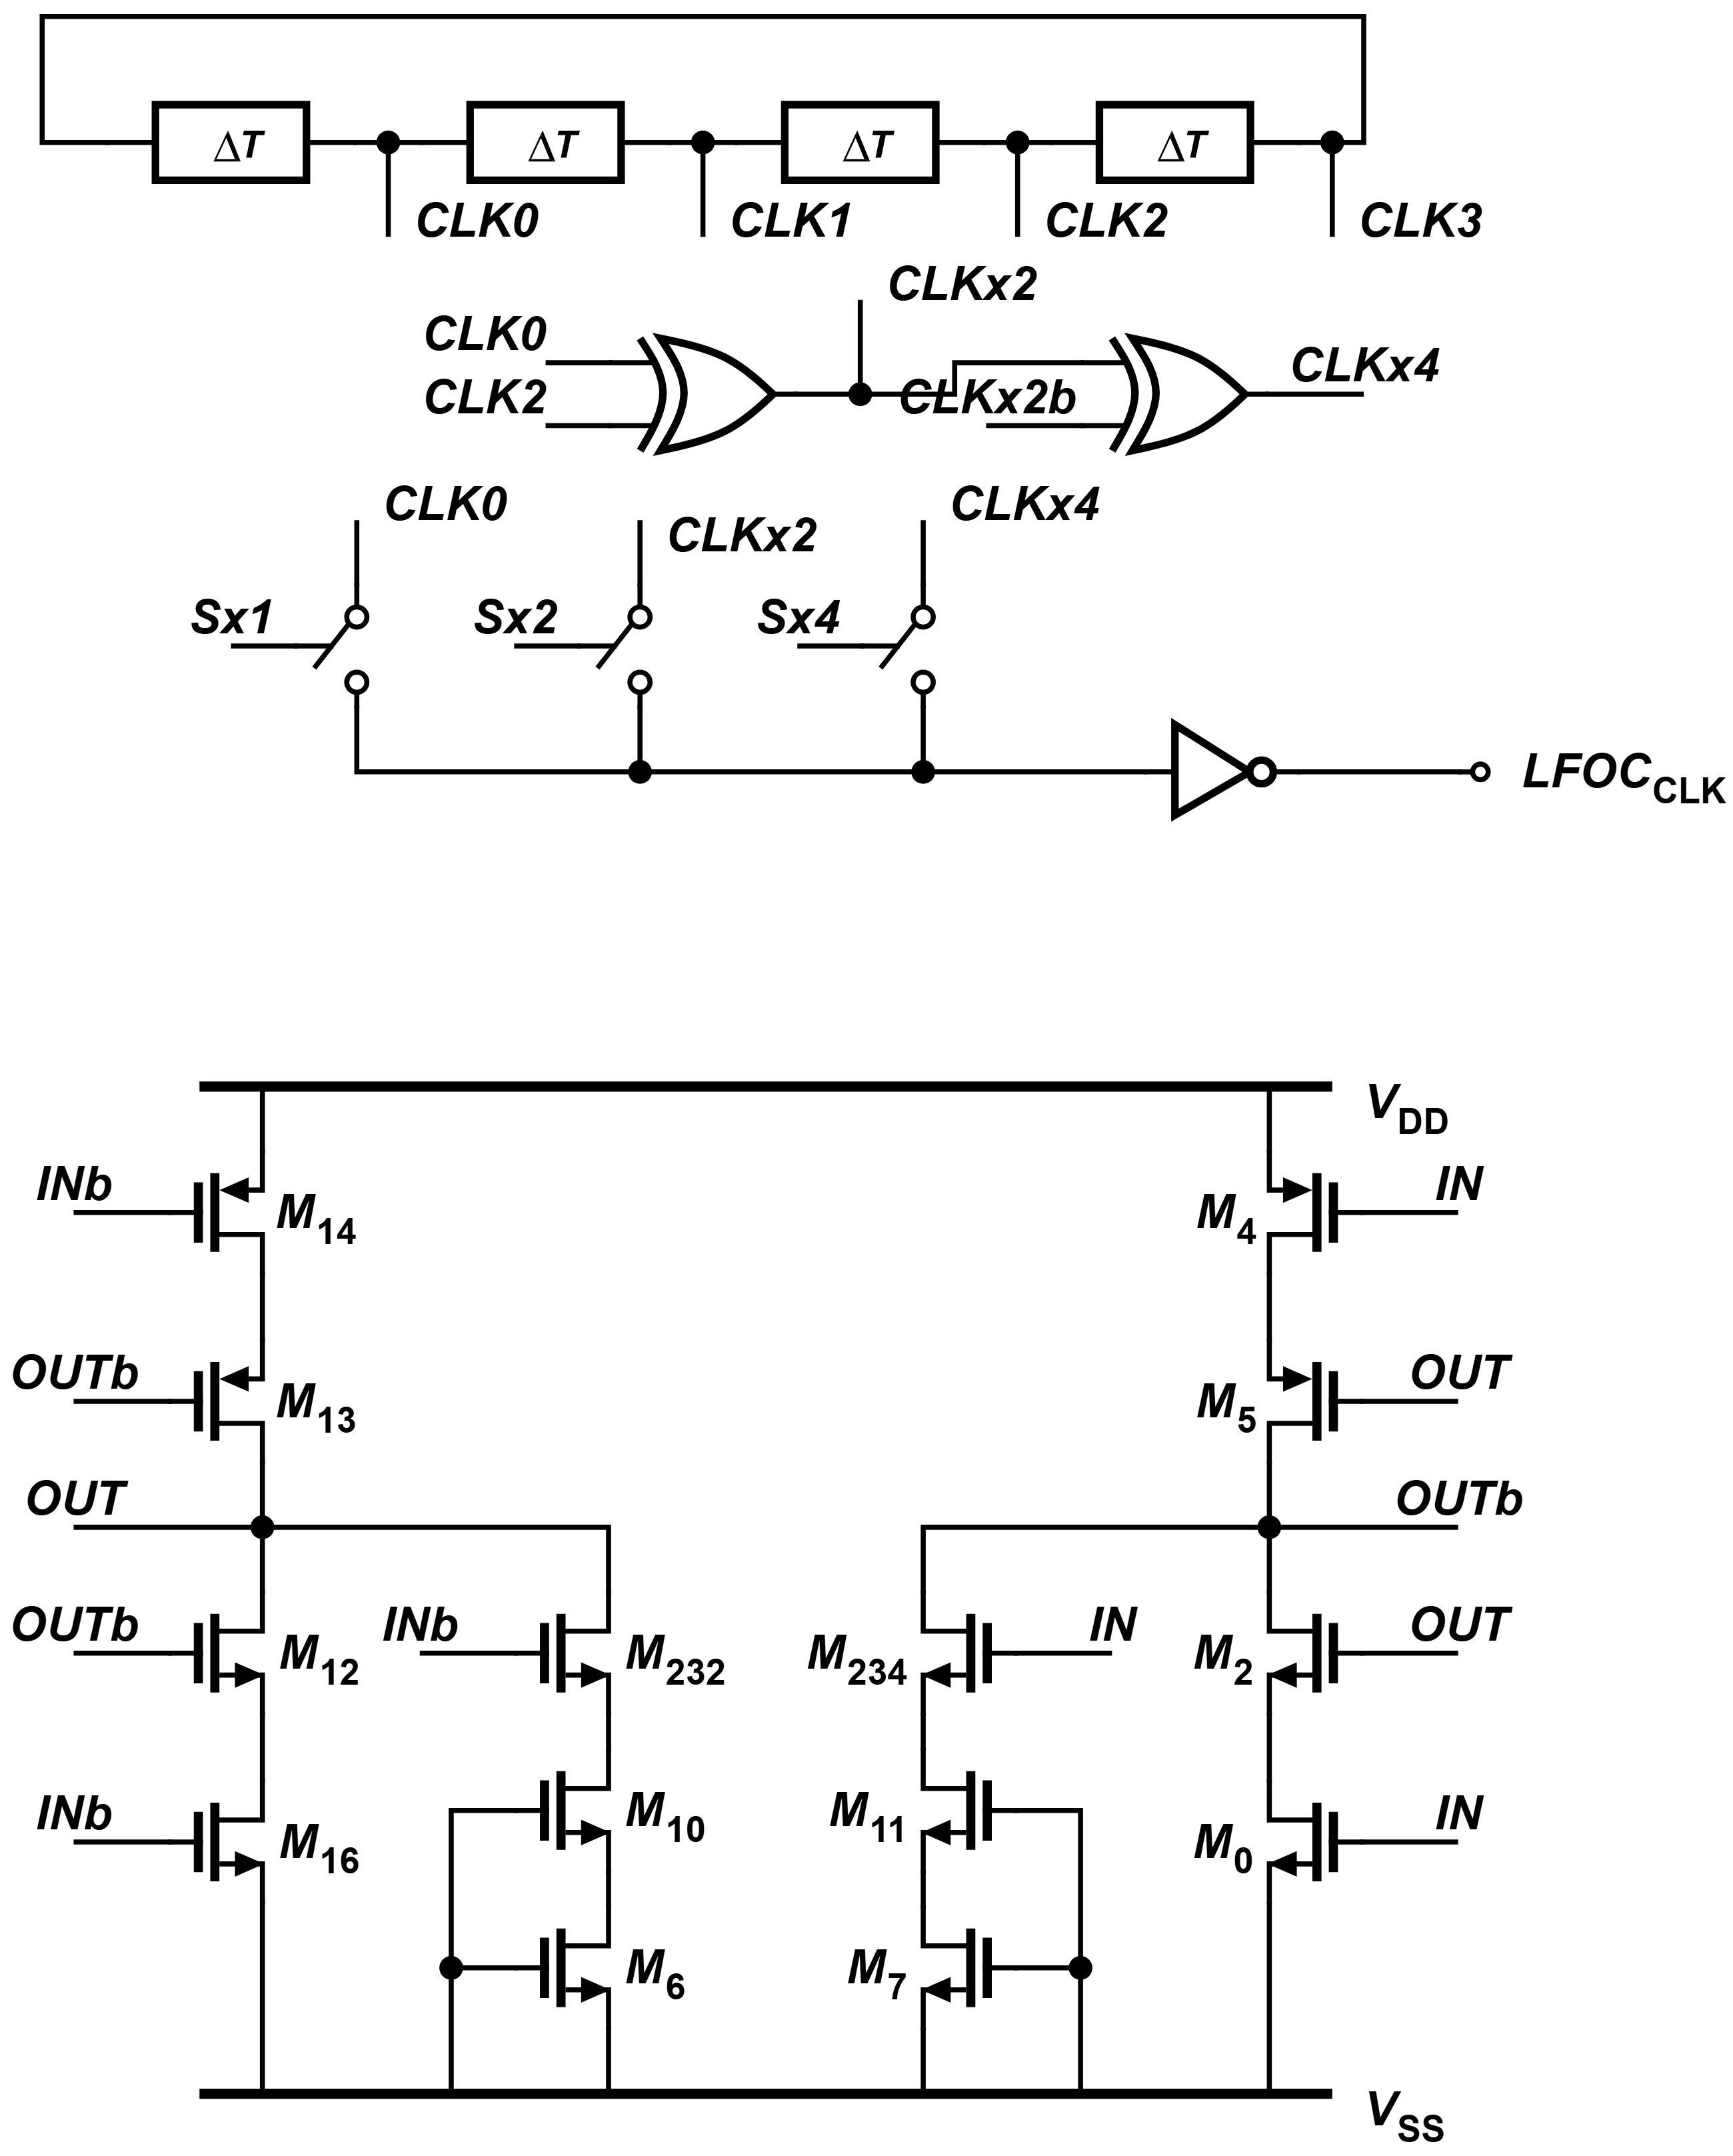 ΔT ΔT ΔT ΔT
CLK0 CLK1 CLK2 CLK3
CLKx2
CLK0
CLK2
CLKx2b
CLKx4
CLK0
CLKx2
CLKx4
Sx1 Sx2 Sx4
LFOC CLK
VDD
INb M14 M4 IN
OUTb M13 M5 OUT
OUT OUTb
OUTb M12 INb M232 M234 IN M2 OUT
INb M16 M10 M11 M0 IN
M6 M7
VSS